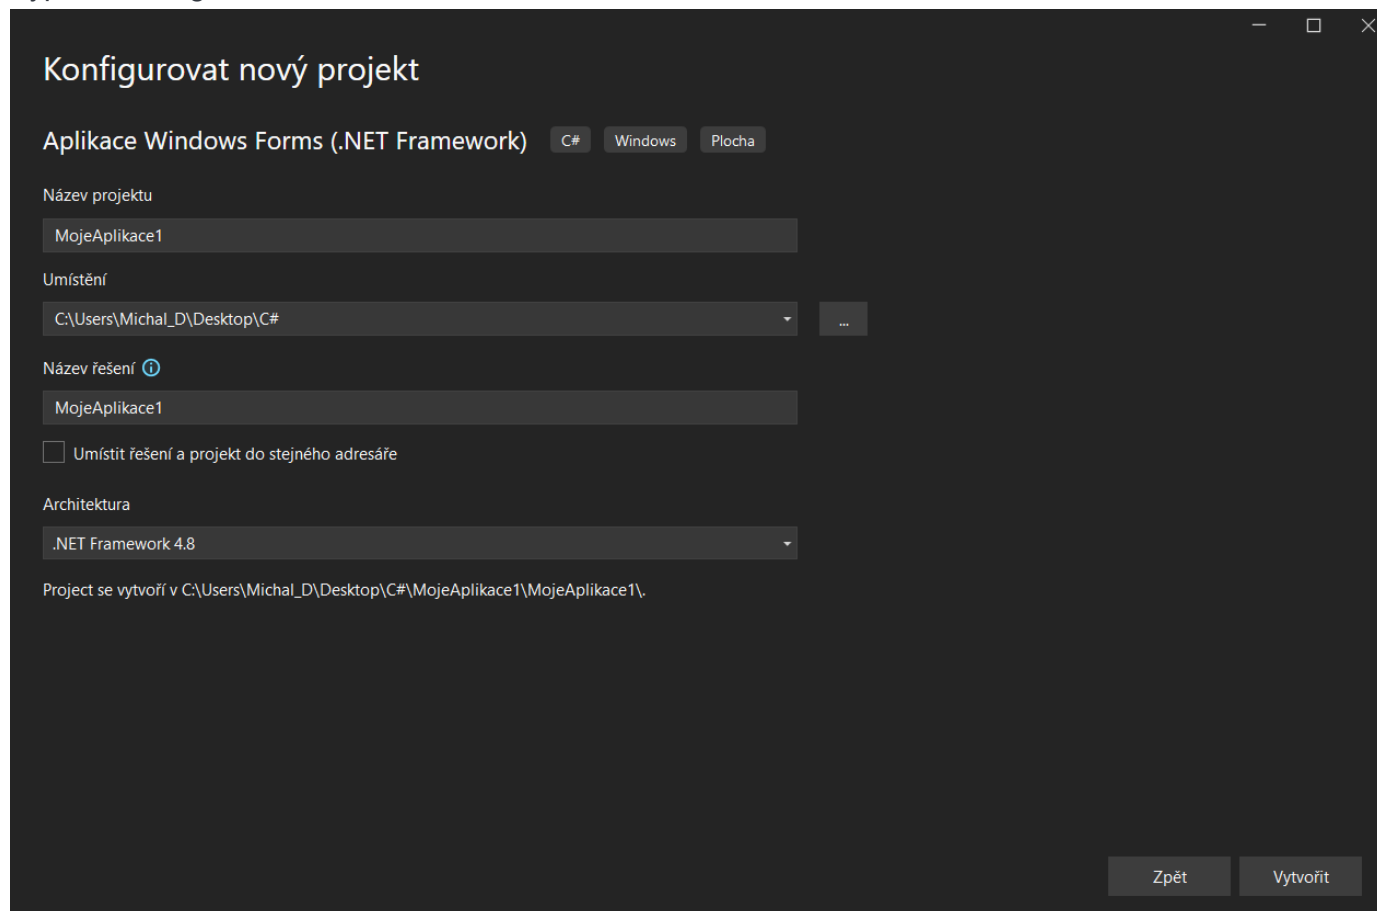 Konfigurovat nový projekt
Aplikace Windows Forms (.NET Framework) C# Windows Plocha
Název projektu
MojeAplikace1
Umístění
C:\Users\Michal_D\Desktop\C#
...
Název řešení
MojeAplikace1
Umístit řešení a projekt do stejného adresáře
Architektura
.NET Framework 4.8
Project se vytvoří v C:\Users\Michal_D\Desktop\C#\MojeAplikace1\MojeAplikace1\.
Zpět Vytvořit